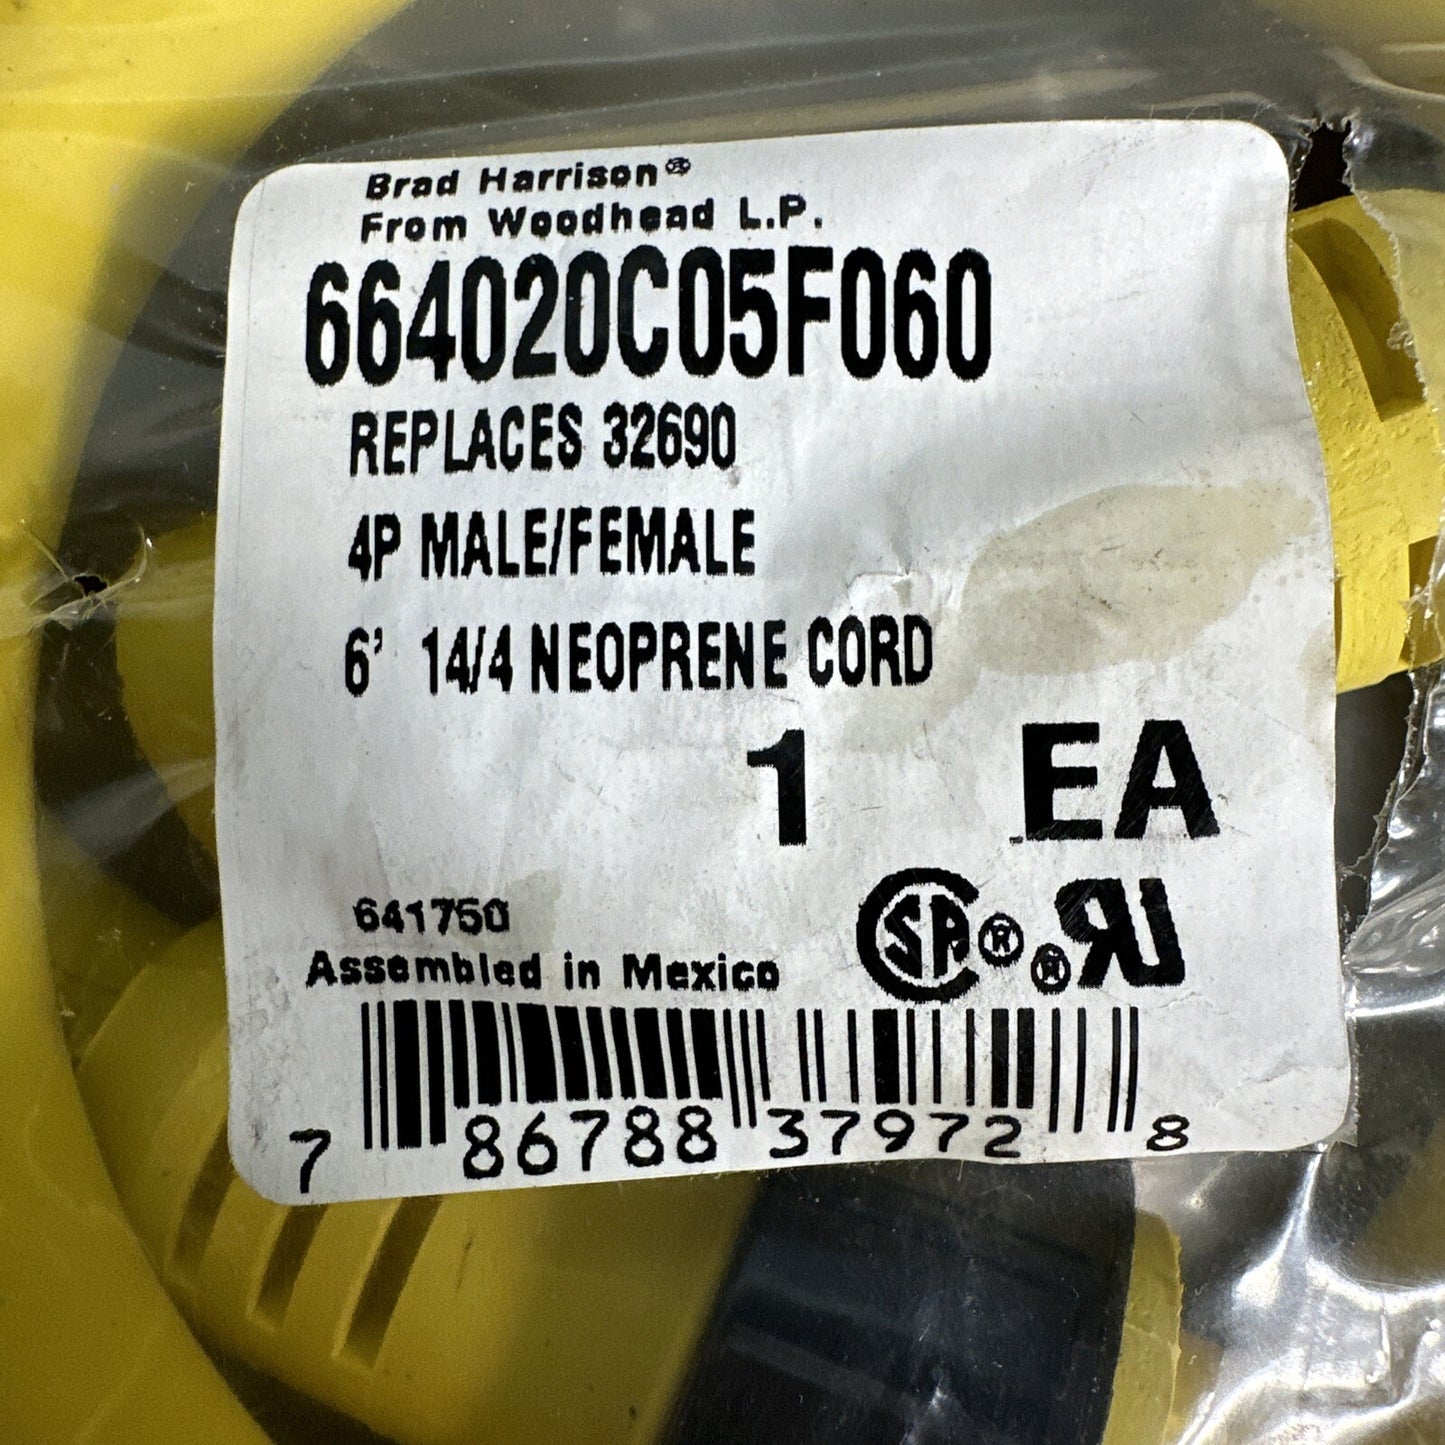 Brad Harrison®
From Woodhead L.P.
664020C05F060
REPLACES 32690
4P MALE/FEMALE
6' 14/4 NEOPRENE CORD
1 EA
641750
Assembled in Mexico
7 86788 37972 8